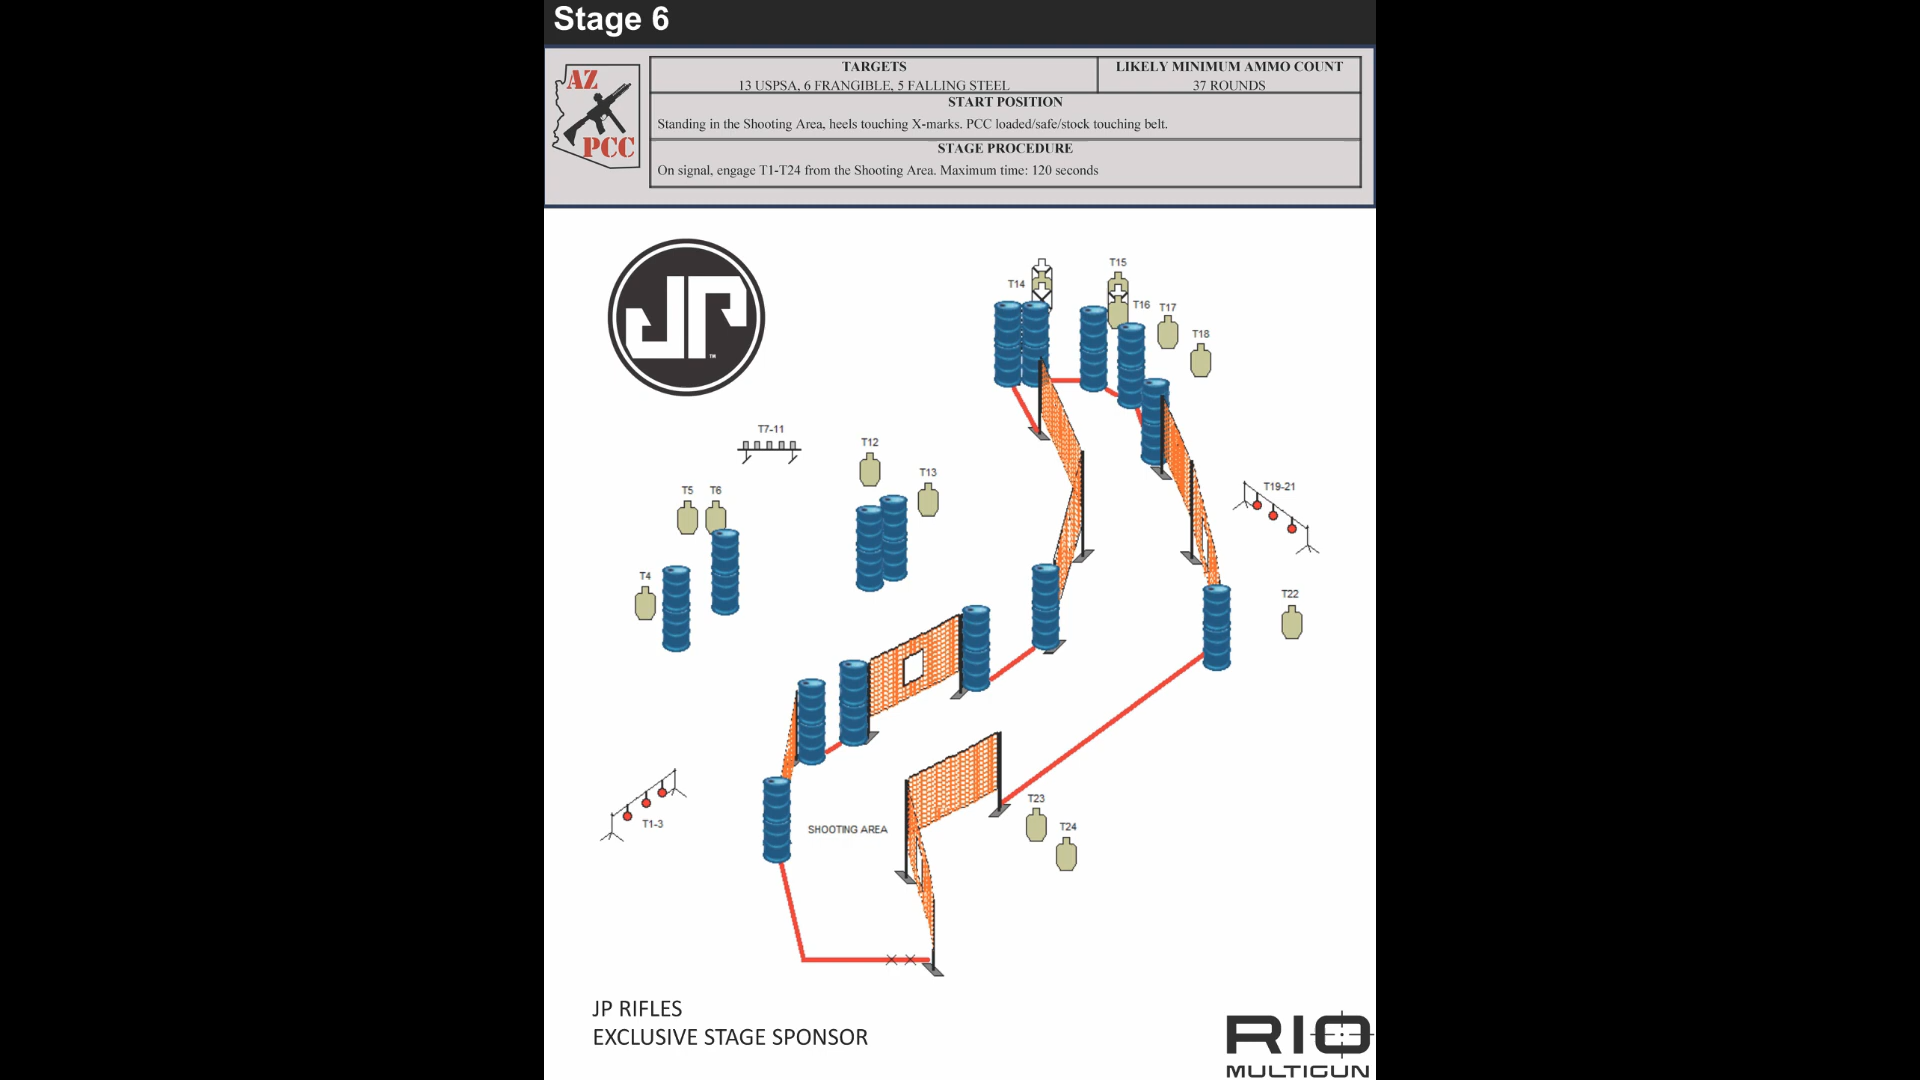 Stage 6
AZ
PCC
TARGETS
13 USPSA, 6 FRANGIBLE, 5 FALLING STEEL
LIKELY MINIMUM AMMO COUNT
37 ROUNDS
START POSITION
Standing in the Shooting Area, heels touching X-marks. PCC loaded/safe/stock touching belt.
STAGE PROCEDURE
On signal, engage T1-T24 from the Shooting Area. Maximum time: 120 seconds
JP
TM
T14
T15
T16
T17
T18
T7-11
T12
T13
T5
T6
T19-21
T4
T22
T1-3
SHOOTING AREA
T23
T24
JP RIFLES
EXCLUSIVE STAGE SPONSOR
RIO
MULTIGUN